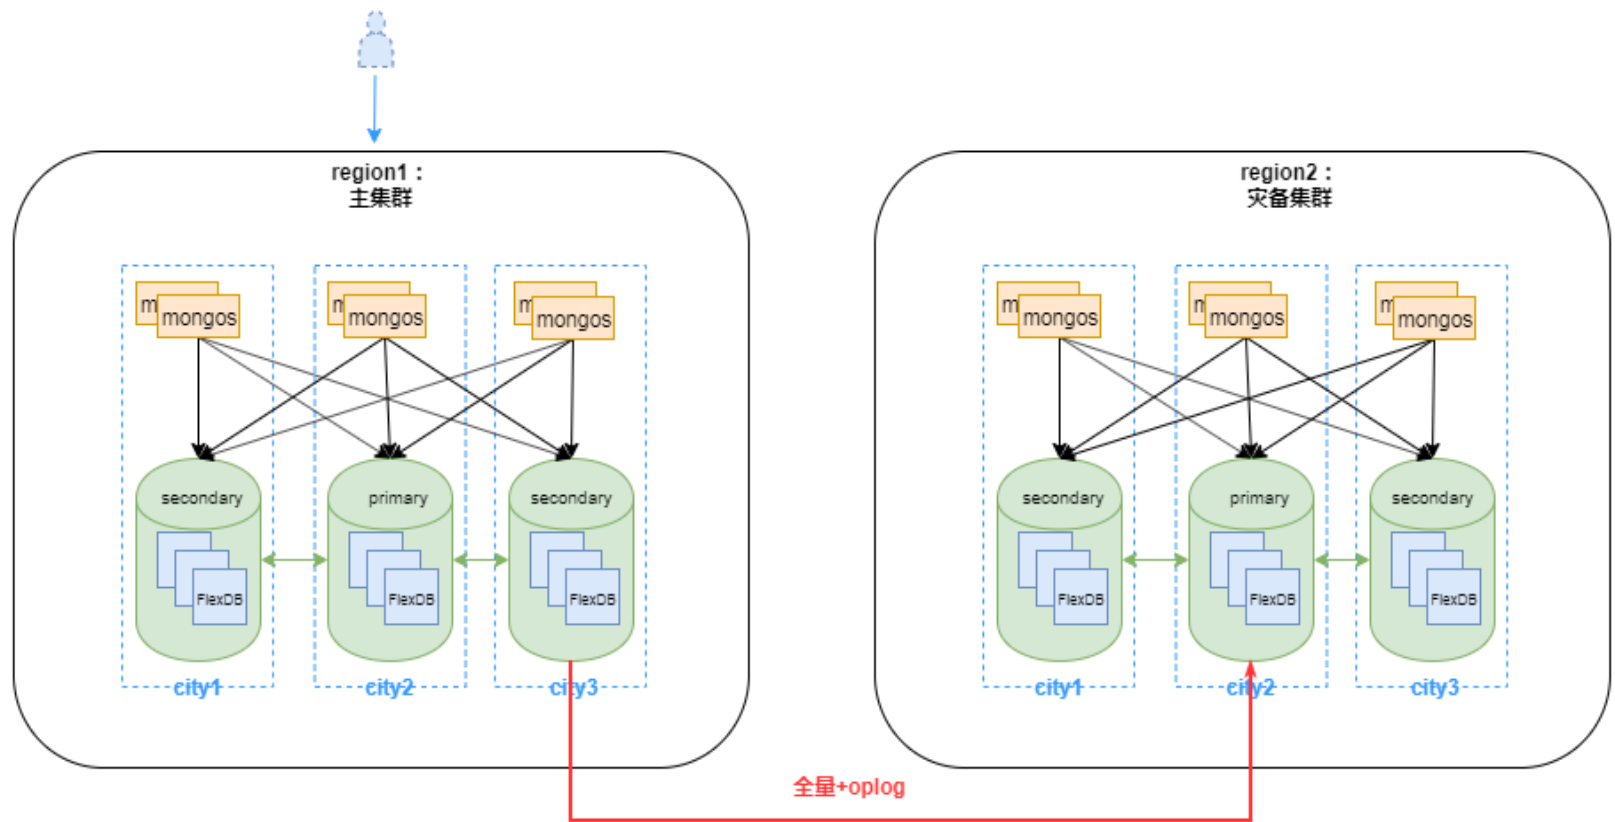 region1：
主集群
region2：
灾备集群
m
mongos
m
mongos
m
mongos
m
mongos
m
mongos
m
mongos
secondary
primary
secondary
secondary
primary
secondary
FlexDB
FlexDB
FlexDB
FlexDB
FlexDB
FlexDB
city1
city2
city3
city1
city2
city3
全量+oplog